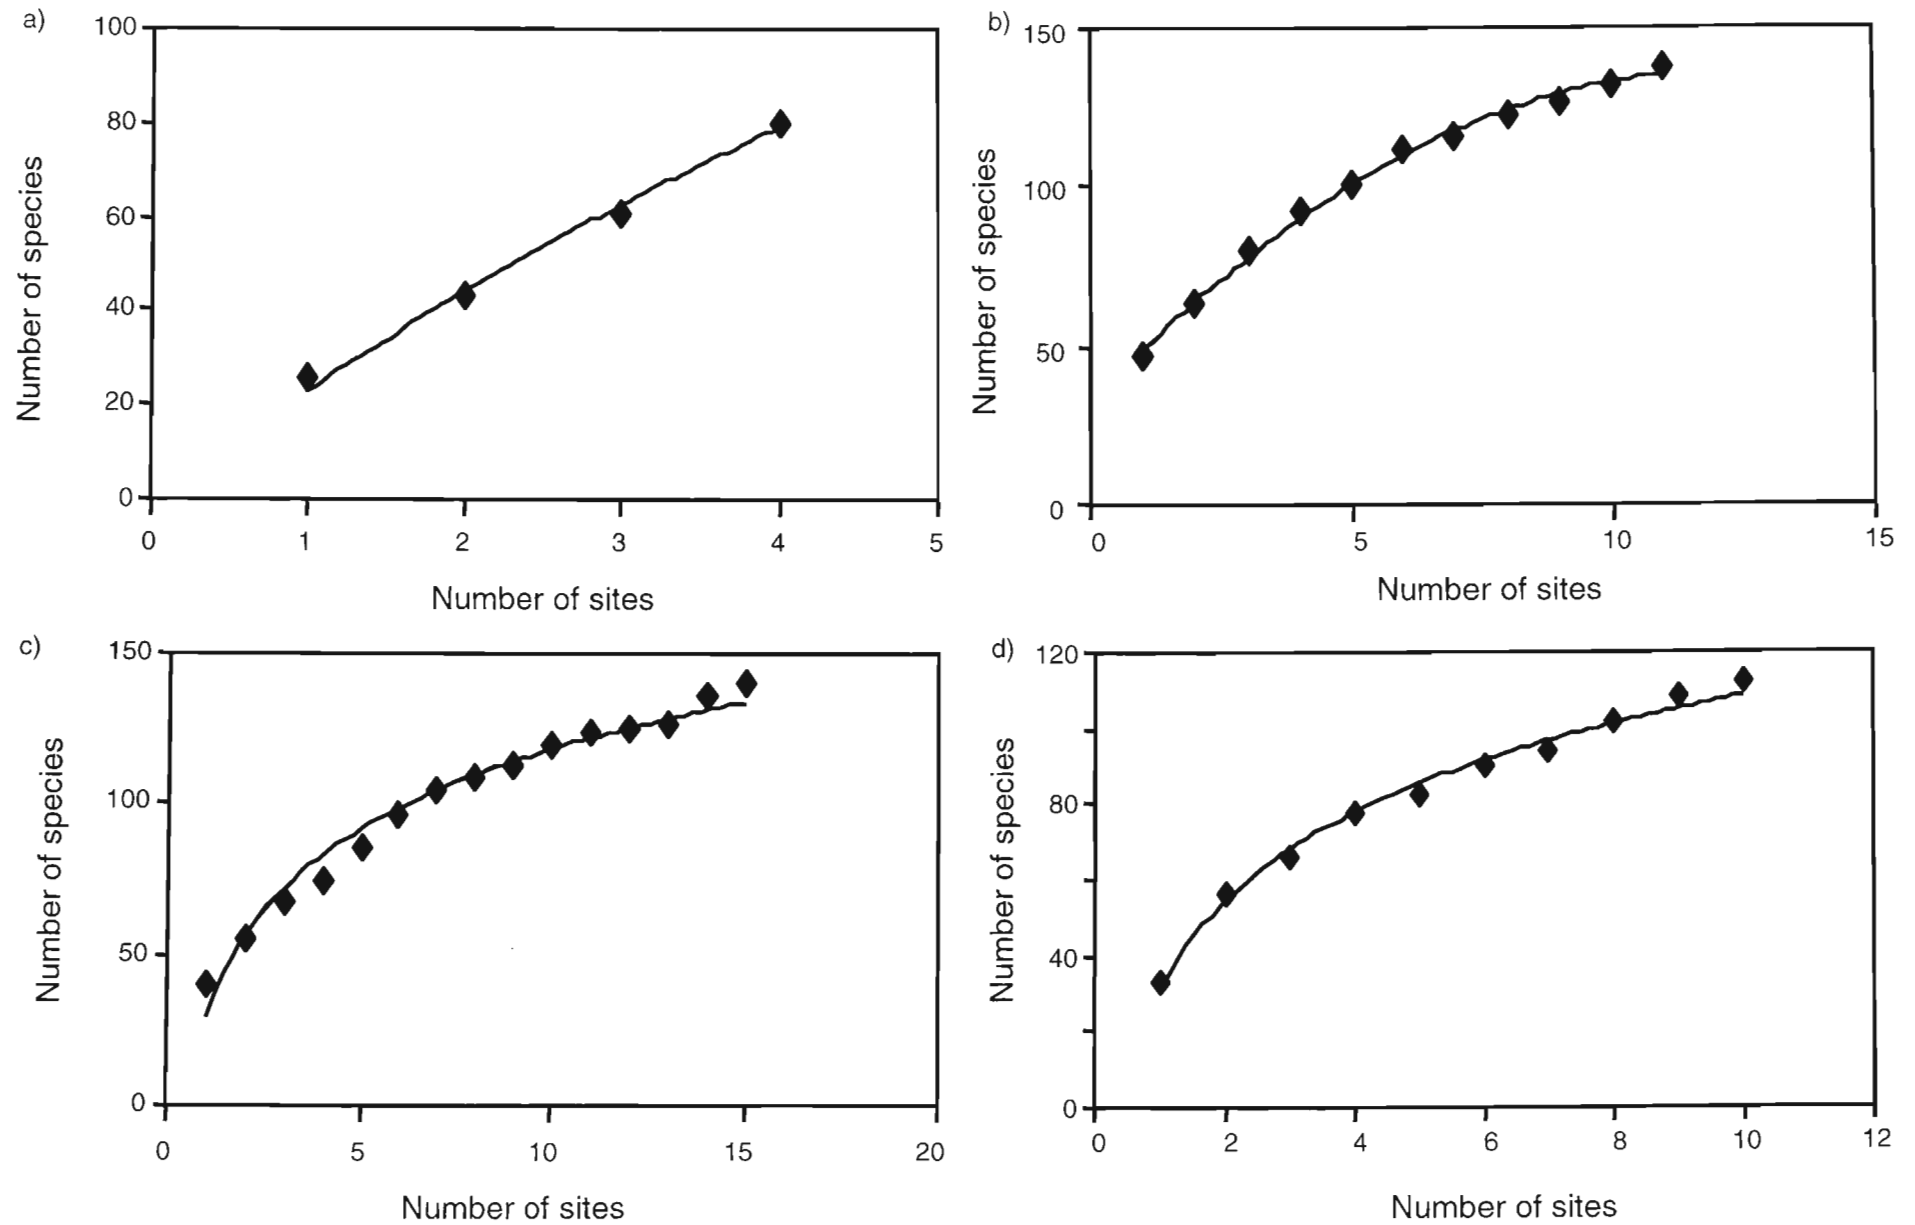 a)
100
80
60
40
20
0
0 1 2 3 4 5
Number of species
Number of sites
b)
150
100
50
0
0 5 10 15
Number of species
Number of sites
c)
150
100
50
0
0 5 10 15 20
Number of species
Number of sites
d)
120
80
40
0
0 2 4 6 8 10 12
Number of species
Number of sites